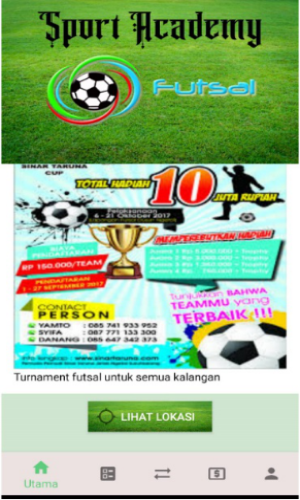 Sport Academy
Futsal
SINAR TARUNA
CUP
TOTAL HADIAH 10 JUTA RUPIAH
Pelaksanaan
6 - 21 Oktober 2017
BIAYA
PENDAFTARAN
RP 150.000/TEAM
PENDAFTARAN
1 - 27 SEPTEMBER 2017
MEMPEREBUTKAN HADIAH
Tunjukkan BAHWA
TEAMMU yang
TERBAIK !!!
CONTACT
PERSON
YAMTO : 085 741 933 952
SYIFA : 087 771 133 300
DANANG : 085 647 342 373
Turnament futsal untuk semua kalangan
LIHAT LOKASI
Utama